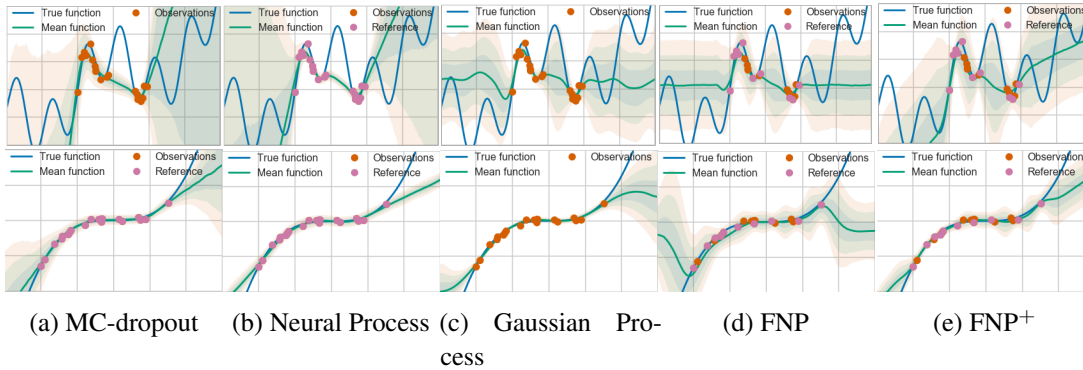 True function Observations
Mean function
True function Observations
Mean function Reference
True function Observations
Mean function
True function Observations
Mean function Reference
True function Observations
Mean function Reference
True function Observations
Mean function Reference
True function Observations
Mean function Reference
True function Observations
Mean function
True function Observations
Mean function Reference
True function Observations
Mean function Reference
(a) MC-dropout
(b) Neural Process
(c) Gaussian Pro-
cess
(d) FNP
(e) FNP⁺